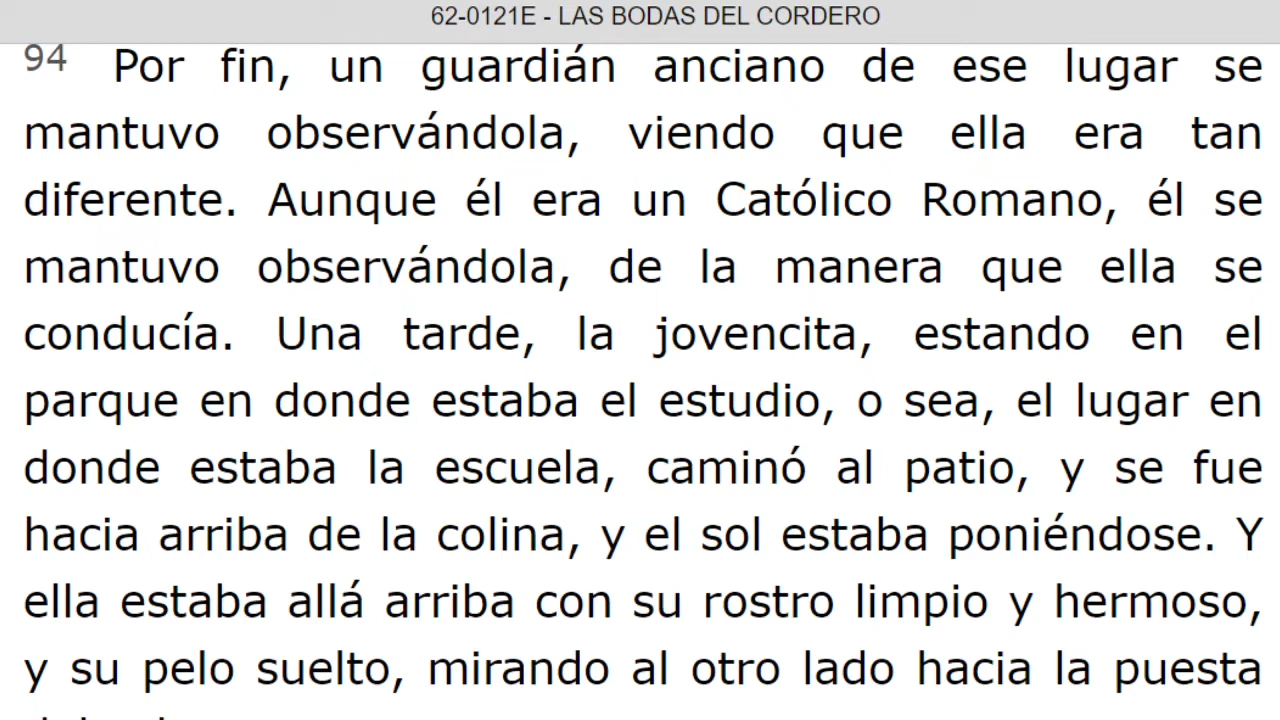 62-0121E - LAS BODAS DEL CORDERO
94 Por fin, un guardián anciano de ese lugar se
mantuvo observándola, viendo que ella era tan
diferente. Aunque él era un Católico Romano, él se
mantuvo observándola, de la manera que ella se
conducía. Una tarde, la jovencita, estando en el
parque en donde estaba el estudio, o sea, el lugar en
donde estaba la escuela, caminó al patio, y se fue
hacia arriba de la colina, y el sol estaba poniéndose. Y
ella estaba allá arriba con su rostro limpio y hermoso,
y su pelo suelto, mirando al otro lado hacia la puesta